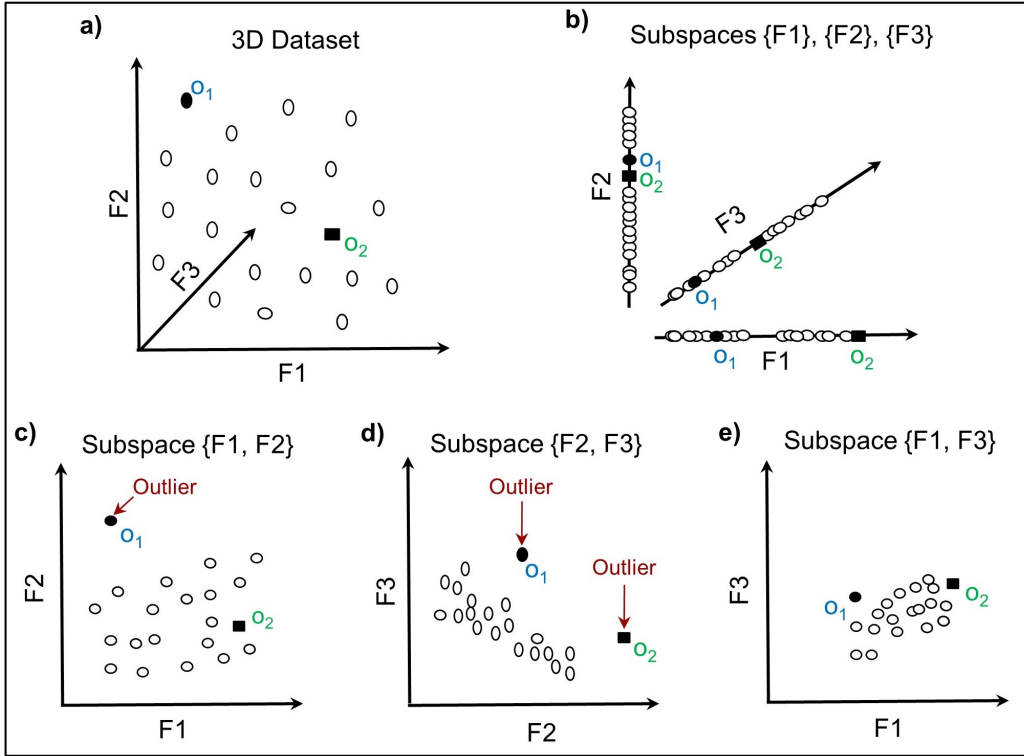 a)
3D Dataset
o1
F2
o2
F3
F1
b)
Subspaces {F1}, {F2}, {F3}
F2
o1
o2
F3
o2
o1
F1
o1
o2
c)
Subspace {F1, F2}
Outlier
o1
F2
o2
F1
d)
Subspace {F2, F3}
Outlier
o1
Outlier
F3
o2
F2
e)
Subspace {F1, F3}
F3
o1
o2
F1